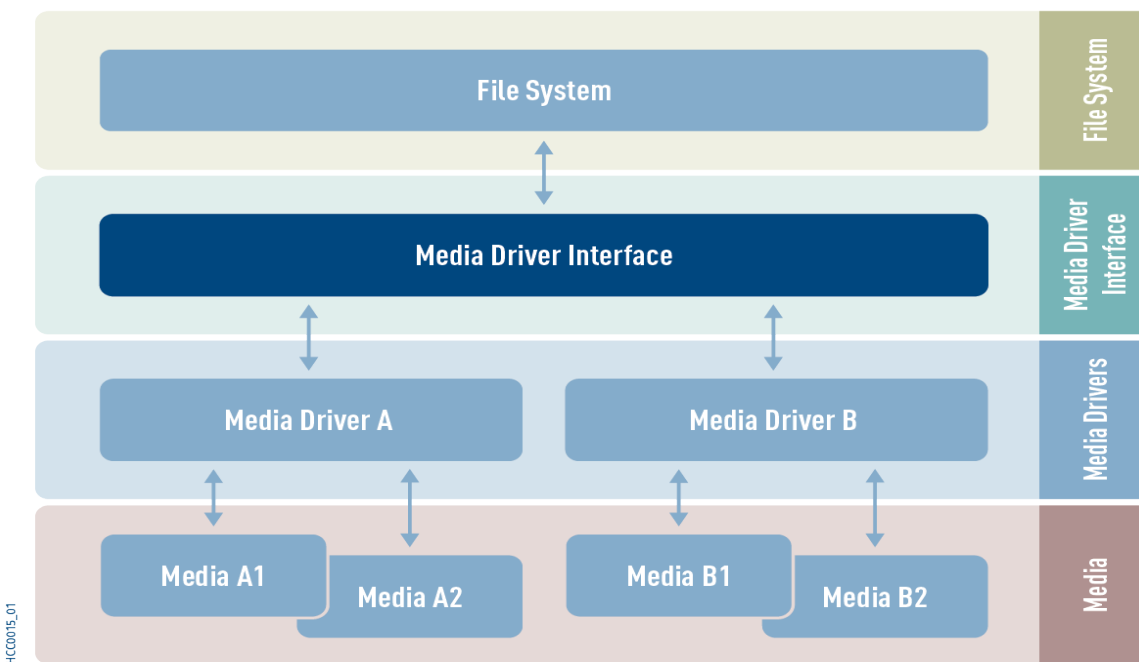 File System
File System
Media Driver Interface
Media Driver
Interface
Media Driver A
Media Driver B
Media Drivers
Media A1
Media A2
Media B1
Media B2
Media
HCC0015_01